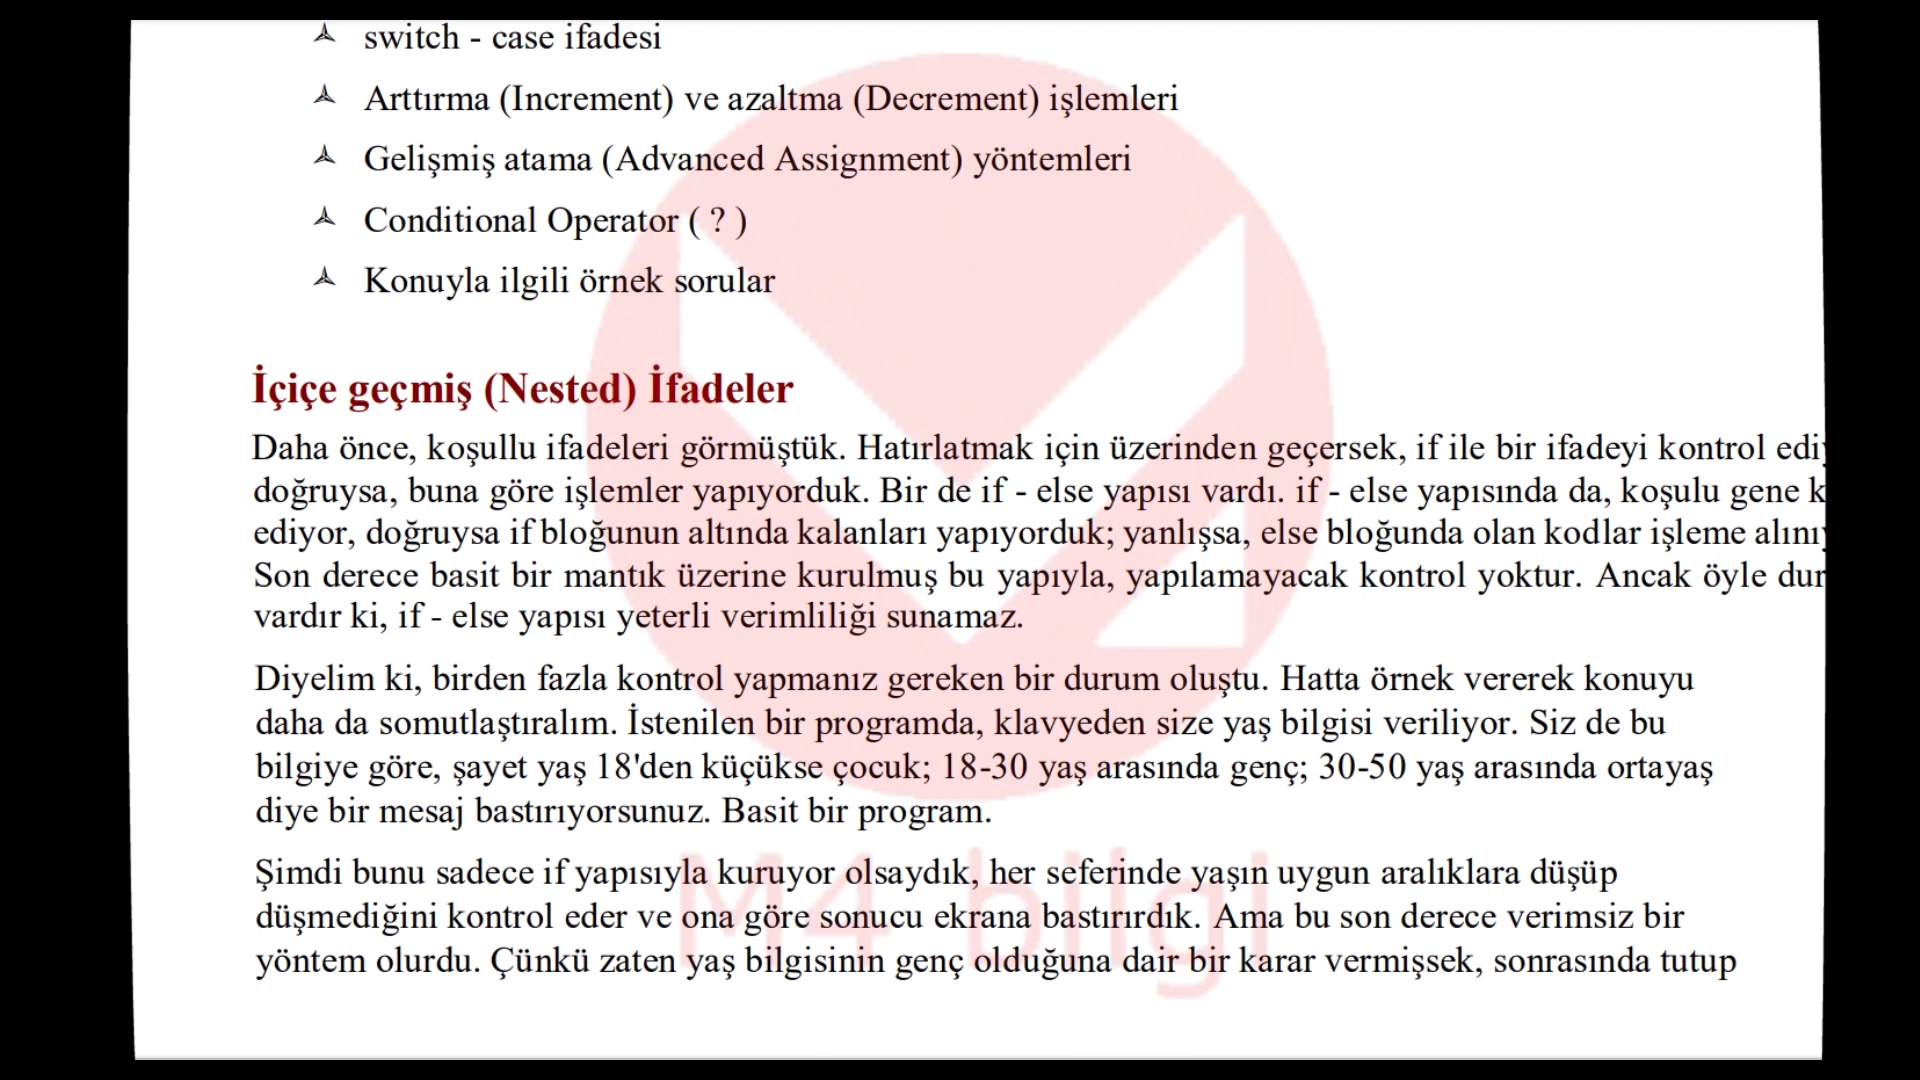 switch - case ifadesi
Arttırma (Increment) ve azaltma (Decrement) işlemleri
Gelişmiş atama (Advanced Assignment) yöntemleri
Conditional Operator ( ? )
Konuyla ilgili örnek sorular
İçiçe geçmiş (Nested) İfadeler
Daha önce, koşullu ifadeleri görmüştük. Hatırlatmak için üzerinden geçersek, if ile bir ifadeyi kontrol
doğruysa, buna göre işlemler yapıyorduk. Bir de if - else yapısı vardı. if - else yapısında da, koşulu gene
ediyor, doğruysa if bloğunun altında kalanları yapıyorduk; yanlışsa, else bloğunda olan kodlar işleme
Son derece basit bir mantık üzerine kurulmuş bu yapıyla, yapılamayacak kontrol yoktur. Ancak öyle
vardır ki, if - else yapısı yeterli verimliliği sunamaz.
Diyelim ki, birden fazla kontrol yapmanız gereken bir durum oluştu. Hatta örnek vererek konuyu
daha da somutlaştıralım. İstenilen bir programda, klavyeden size yaş bilgisi veriliyor. Siz de bu
bilgiye göre, şayet yaş 18'den küçükse çocuk; 18-30 yaş arasında genç; 30-50 yaş arasında ortayaş
diye bir mesaj bastırıyorsunuz. Basit bir program.
Şimdi bunu sadece if yapısıyla kuruyor olsaydık, her seferinde yaşın uygun aralıklara düşüp
düşmediğini kontrol eder ve ona göre sonucu ekrana bastırırdık. Ama bu son derece verimsiz bir
yöntem olurdu. Çünkü zaten yaş bilgisinin genç olduğuna dair bir karar vermişsek, sonrasında tutup
M4 bilgi